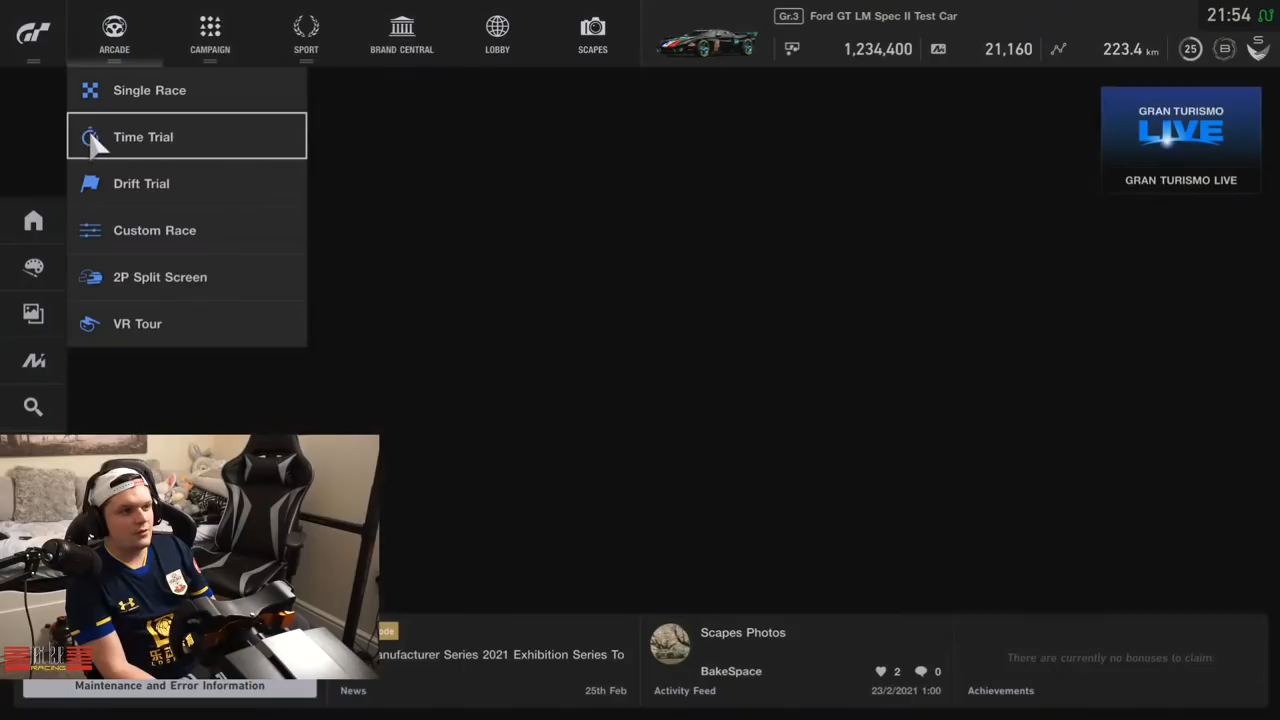 Gr.3 Ford GT LM Spec II Test Car
21:54
ARCADE
CAMPAIGN
SPORT
BRAND CENTRAL
LOBBY
SCAPES
1,234,400
21,160
223.4 km
25
B
S
Single Race
Time Trial
Drift Trial
Custom Race
2P Split Screen
VR Tour
GRAN TURISMO
LIVE
GRAN TURISMO LIVE
ode
anufacturer Series 2021 Exhibition Series To
News
25th Feb
Scapes Photos
BakeSpace
2
0
Activity Feed
23/2/2021 1:00
There are currently no bonuses to claim.
Achievements
RACING
Maintenance and Error Information